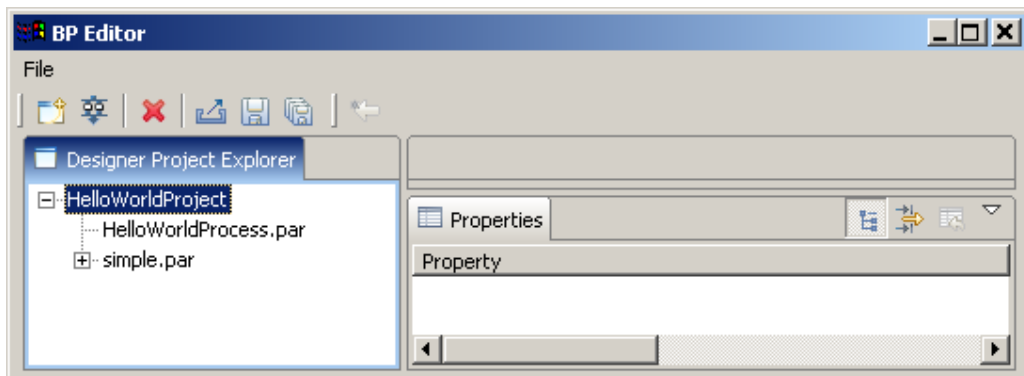 BP Editor
File
Designer Project Explorer
HelloWorldProject
HelloWorldProcess.par
simple.par
Properties
Property